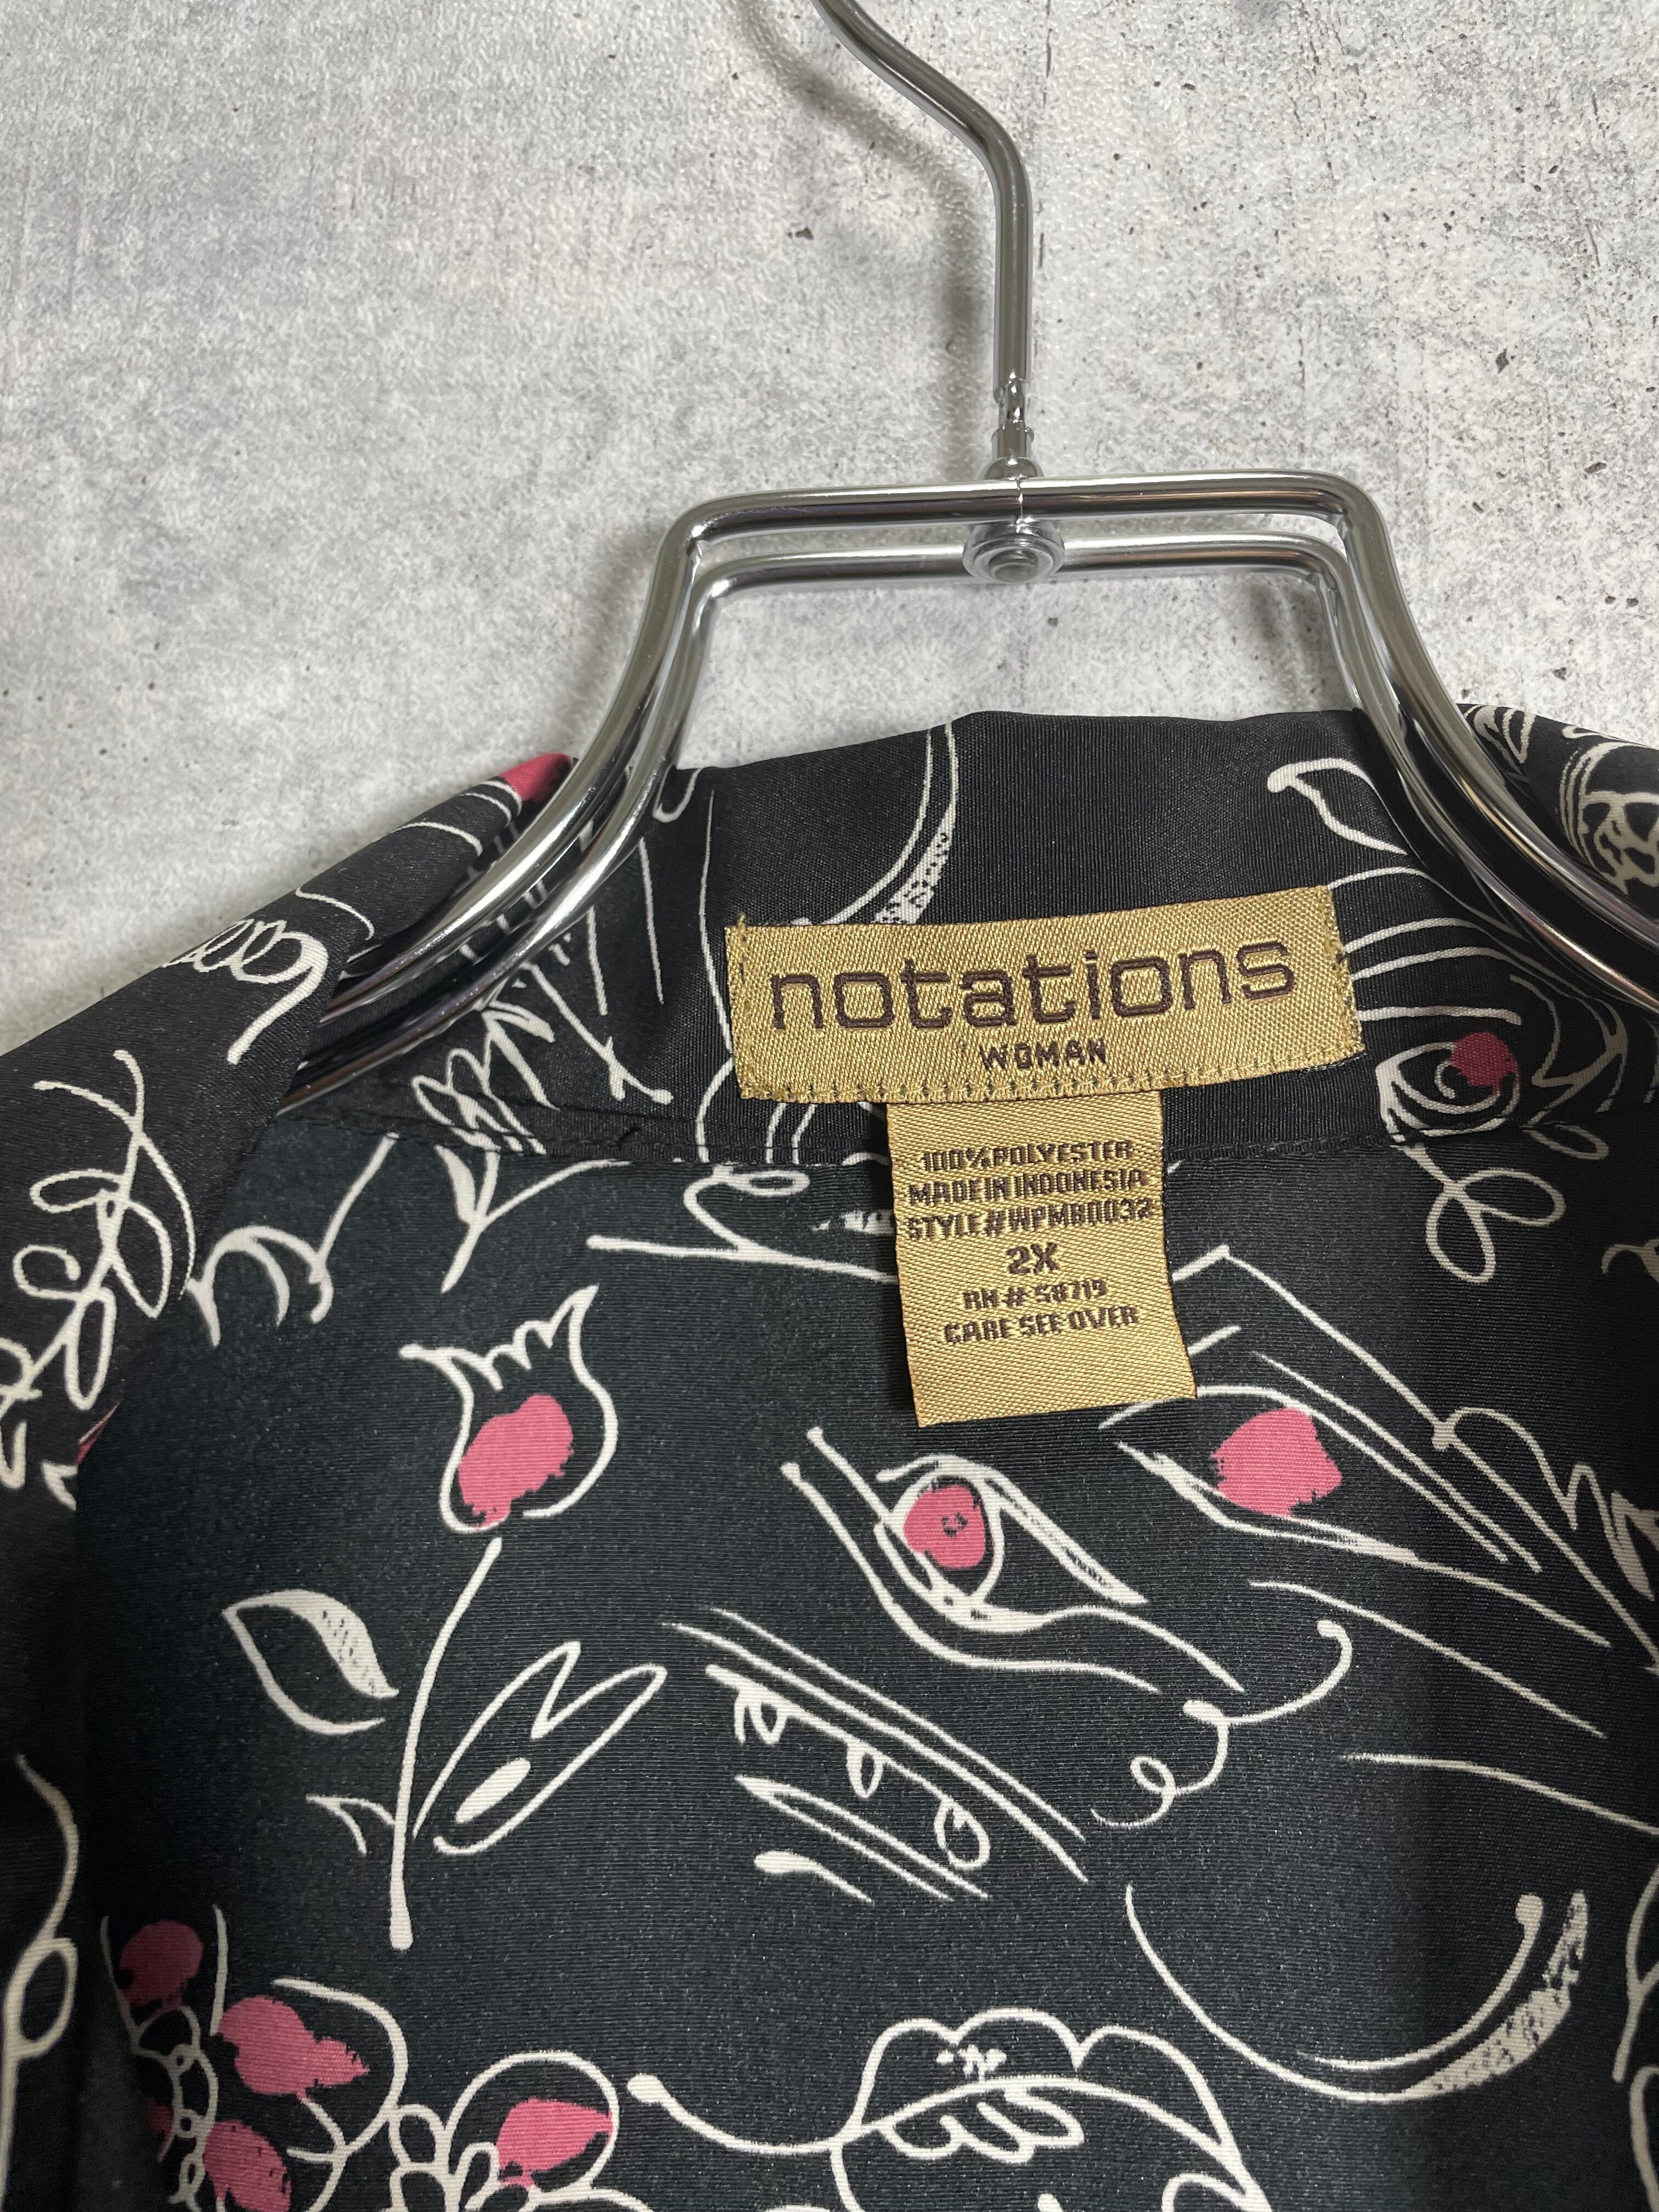 notations
WOMAN
100% POLYESTER
MADE IN INDONESIA
STYLE# WPMB0032
2X
RN # 58719
CARE SEE OVER